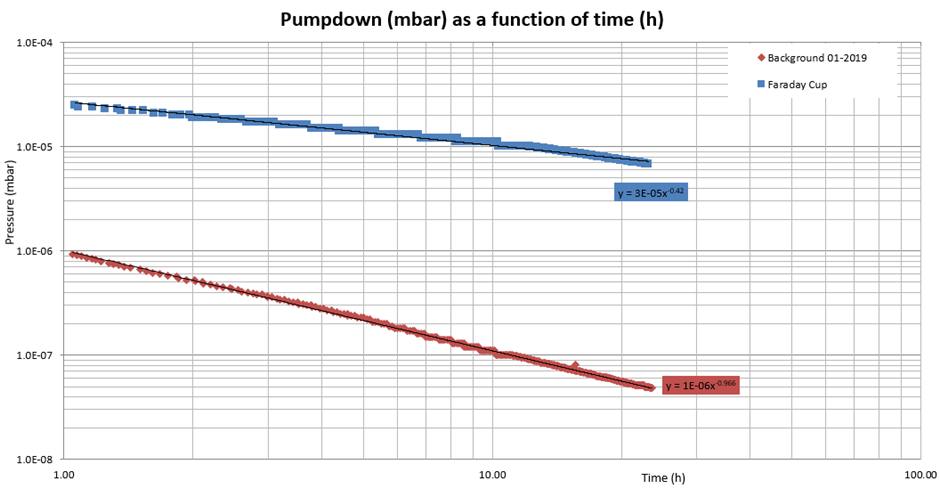 Pumpdown (mbar) as a function of time (h)
1.0E-04
Background 01-2019
Faraday Cup
1.0E-05
Pressure (mbar)
y = 3E-05x-0.42
1.0E-06
1.0E-07
y = 1E-06x-0.966
1.0E-08
1.00
10.00
100.00
Time (h)